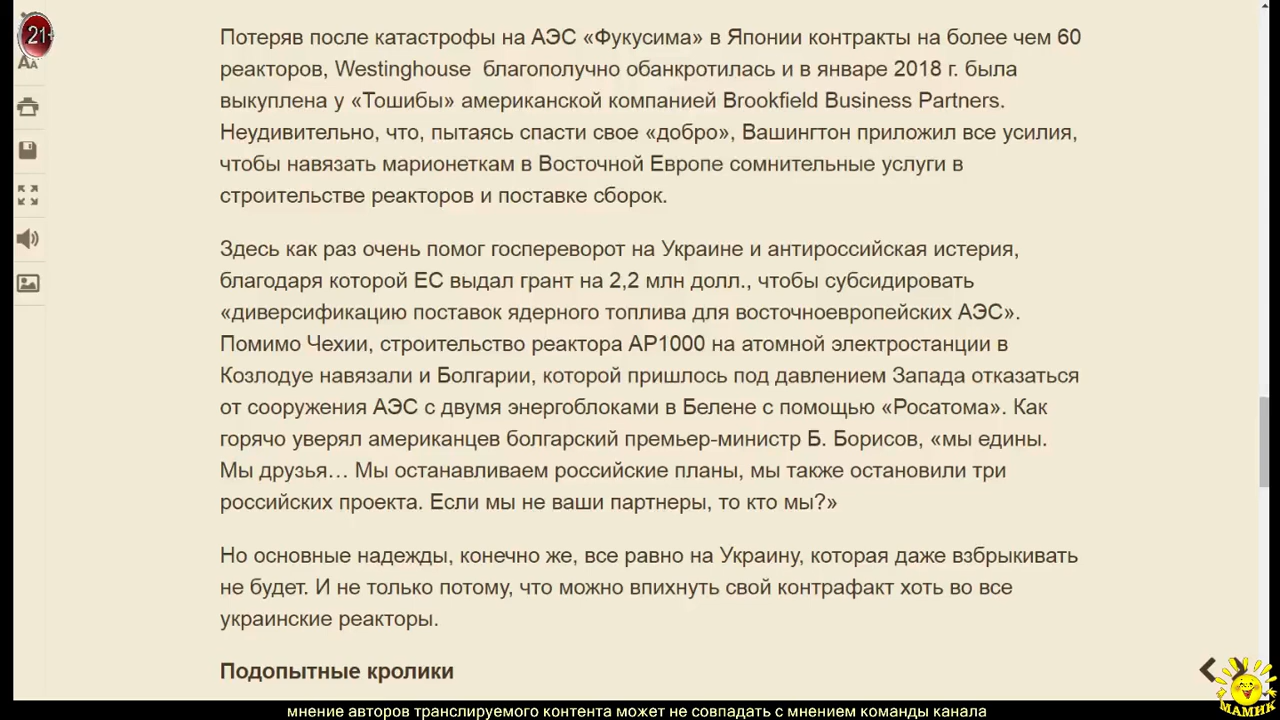 21+
Потеряв после катастрофы на АЭС «Фукусима» в Японии контракты на более чем 60
реакторов, Westinghouse благополучно обанкротилась и в январе 2018 г. была
выкуплена у «Тошибы» американской компанией Brookfield Business Partners.
Неудивительно, что, пытаясь спасти свое «добро», Вашингтон приложил все усилия,
чтобы навязать марионеткам в Восточной Европе сомнительные услуги в
строительстве реакторов и поставке сборок.
Здесь как раз очень помог госпереворот на Украине и антироссийская истерия,
благодаря которой ЕС выдал грант на 2,2 млн долл., чтобы субсидировать
«диверсификацию поставок ядерного топлива для восточноевропейских АЭС».
Помимо Чехии, строительство реактора АР1000 на атомной электростанции в
Козлодуе навязали и Болгарии, которой пришлось под давлением Запада отказаться
от сооружения АЭС с двумя энергоблоками в Белене с помощью «Росатома». Как
горячо уверял американцев болгарский премьер-министр Б. Борисов, «мы едины.
Мы друзья… Мы останавливаем российские планы, мы также остановили три
российских проекта. Если мы не ваши партнеры, то кто мы?»
Но основные надежды, конечно же, все равно на Украину, которая даже взбрыкивать
не будет. И не только потому, что можно впихнуть свой контрафакт хоть во все
украинские реакторы.
Подопытные кролики
МАМИК
мнение авторов транслируемого контента может не совпадать с мнением команды канала